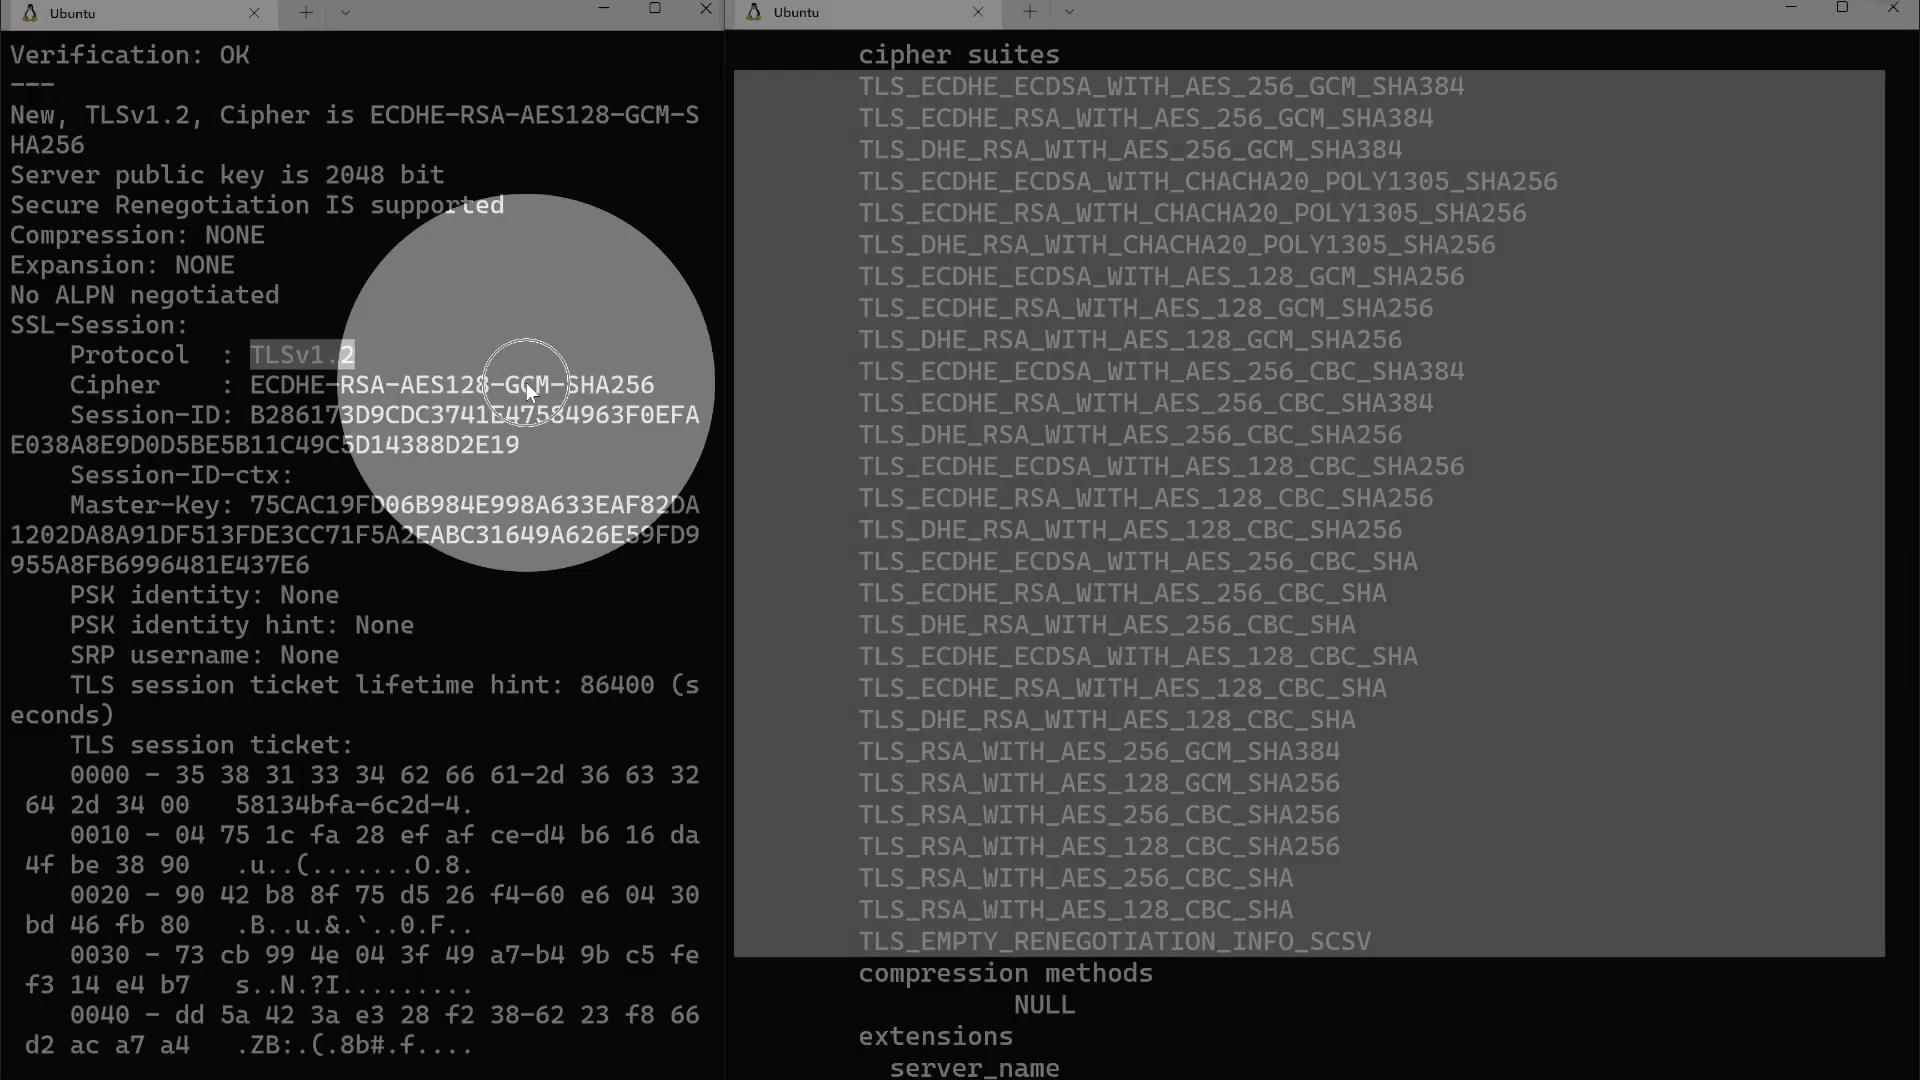 Ubuntu
Verification: OK
---
New, TLSv1.2, Cipher is ECDHE-RSA-AES128-GCM-S
HA256
Server public key is 2048 bit
Secure Renegotiation IS supported
Compression: NONE
Expansion: NONE
No ALPN negotiated
SSL-Session:
    Protocol  : TLSv1.2
    Cipher    : ECDHE-RSA-AES128-GCM-SHA256
    Session-ID: B286173D9CDC3741E47584963F0EFA
E038A8E9D0D5BE5B11C49C5D14388D2E19
    Session-ID-ctx:
    Master-Key: 75CAC19FD06B984E998A633EAF82DA
1202DA8A91DF513FDE3CC71F5A2EABC31649A626E59FD9
955A8FB6996481E437E6
    PSK identity: None
    PSK identity hint: None
    SRP username: None
    TLS session ticket lifetime hint: 86400 (s
econds)
    TLS session ticket:
    0000 - 35 38 31 33 34 62 66 61-2d 36 63 32
 64 2d 34 00   58134bfa-6c2d-4.
    0010 - 04 75 1c fa 28 ef af ce-d4 b6 16 da
 4f be 38 90   .u..(.......O.8.
    0020 - 90 42 b8 8f 75 d5 26 f4-60 e6 04 30
 bd 46 fb 80   .B..u.&.`..0.F..
    0030 - 73 cb 99 4e 04 3f 49 a7-b4 9b c5 fe
 f3 14 e4 b7   s..N.?I.........
    0040 - dd 5a 42 3a e3 28 f2 38-62 23 f8 66
 d2 ac a7 a4   .ZB:.(.8b#.f....
Ubuntu
cipher suites
TLS_ECDHE_ECDSA_WITH_AES_256_GCM_SHA384
TLS_ECDHE_RSA_WITH_AES_256_GCM_SHA384
TLS_DHE_RSA_WITH_AES_256_GCM_SHA384
TLS_ECDHE_ECDSA_WITH_CHACHA20_POLY1305_SHA256
TLS_ECDHE_RSA_WITH_CHACHA20_POLY1305_SHA256
TLS_DHE_RSA_WITH_CHACHA20_POLY1305_SHA256
TLS_ECDHE_ECDSA_WITH_AES_128_GCM_SHA256
TLS_ECDHE_RSA_WITH_AES_128_GCM_SHA256
TLS_DHE_RSA_WITH_AES_128_GCM_SHA256
TLS_ECDHE_ECDSA_WITH_AES_256_CBC_SHA384
TLS_ECDHE_RSA_WITH_AES_256_CBC_SHA384
TLS_DHE_RSA_WITH_AES_256_CBC_SHA256
TLS_ECDHE_ECDSA_WITH_AES_128_CBC_SHA256
TLS_ECDHE_RSA_WITH_AES_128_CBC_SHA256
TLS_DHE_RSA_WITH_AES_128_CBC_SHA256
TLS_ECDHE_ECDSA_WITH_AES_256_CBC_SHA
TLS_ECDHE_RSA_WITH_AES_256_CBC_SHA
TLS_DHE_RSA_WITH_AES_256_CBC_SHA
TLS_ECDHE_ECDSA_WITH_AES_128_CBC_SHA
TLS_ECDHE_RSA_WITH_AES_128_CBC_SHA
TLS_DHE_RSA_WITH_AES_128_CBC_SHA
TLS_RSA_WITH_AES_256_GCM_SHA384
TLS_RSA_WITH_AES_128_GCM_SHA256
TLS_RSA_WITH_AES_256_CBC_SHA256
TLS_RSA_WITH_AES_128_CBC_SHA256
TLS_RSA_WITH_AES_256_CBC_SHA
TLS_RSA_WITH_AES_128_CBC_SHA
TLS_EMPTY_RENEGOTIATION_INFO_SCSV
compression methods
NULL
extensions
server_name